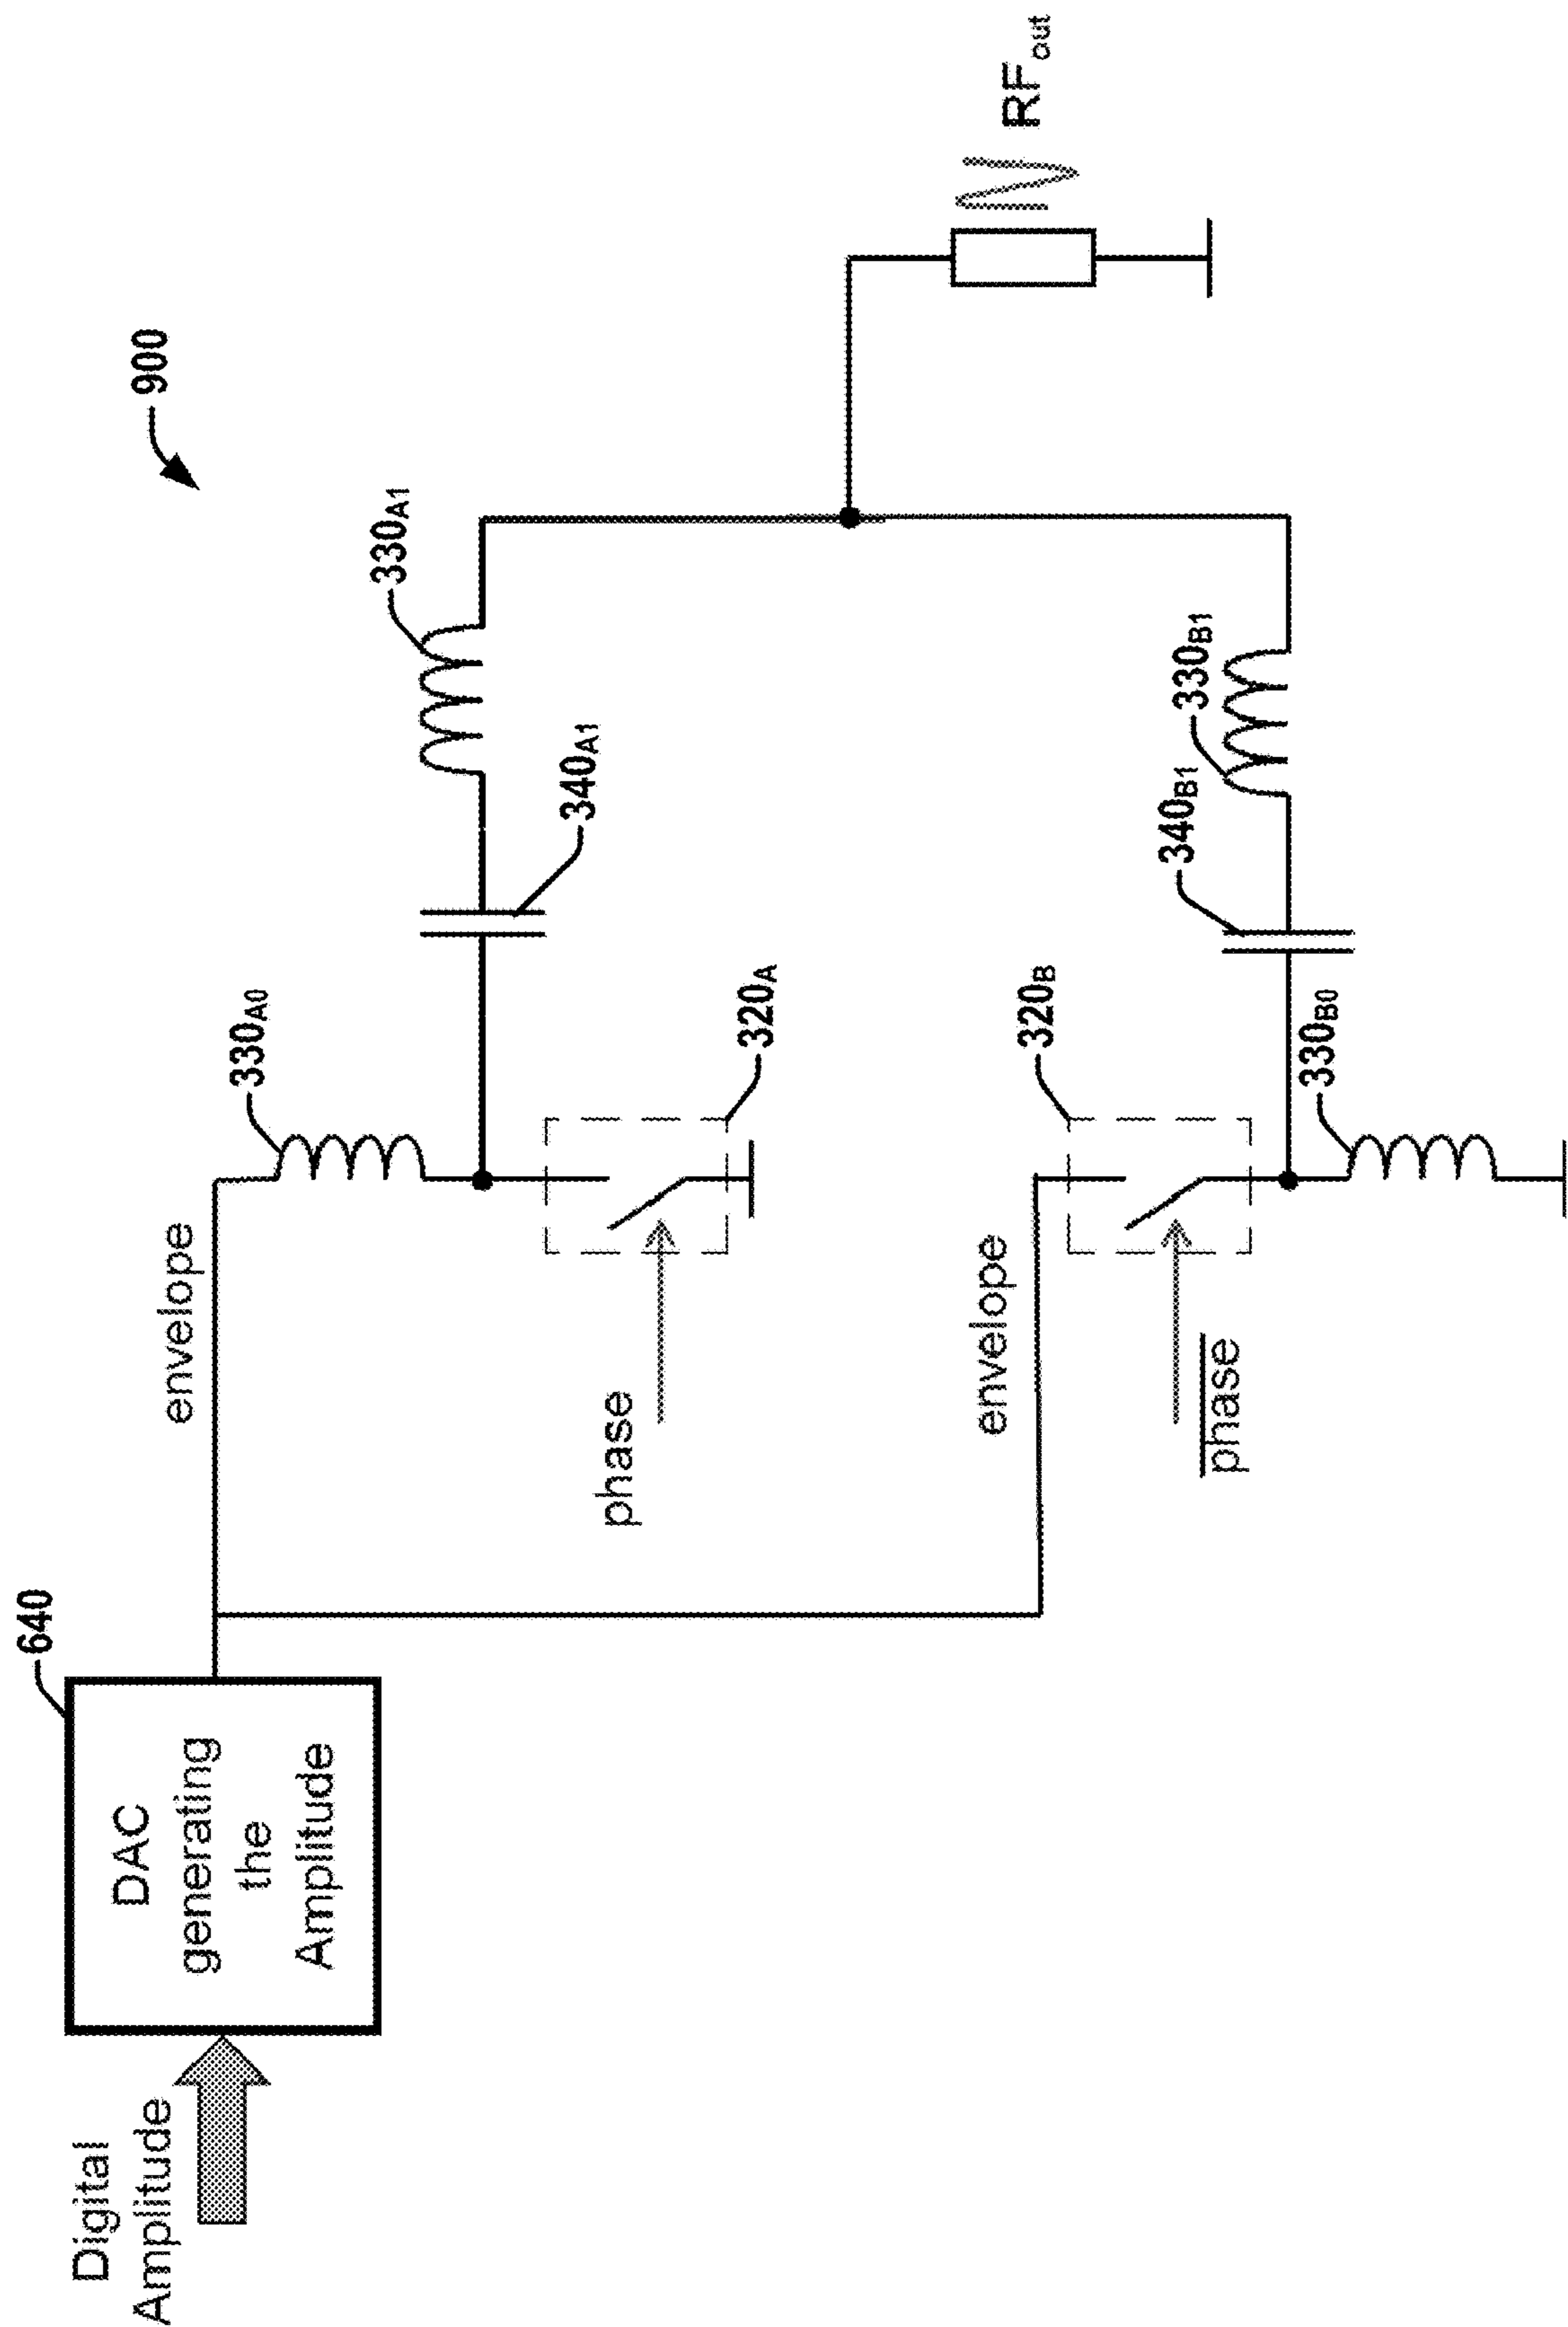 900
640
Digital
Amplitude
DAC
generating
the
Amplitude
envelope
330A0
330A1
340A1
phase
320A
RFout
envelope
320B
340B1
330B1
phase
330B0